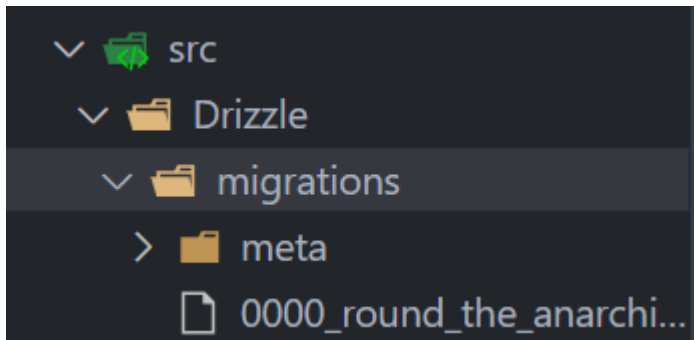 src
Drizzle
migrations
meta
0000_round_the_anarchi...